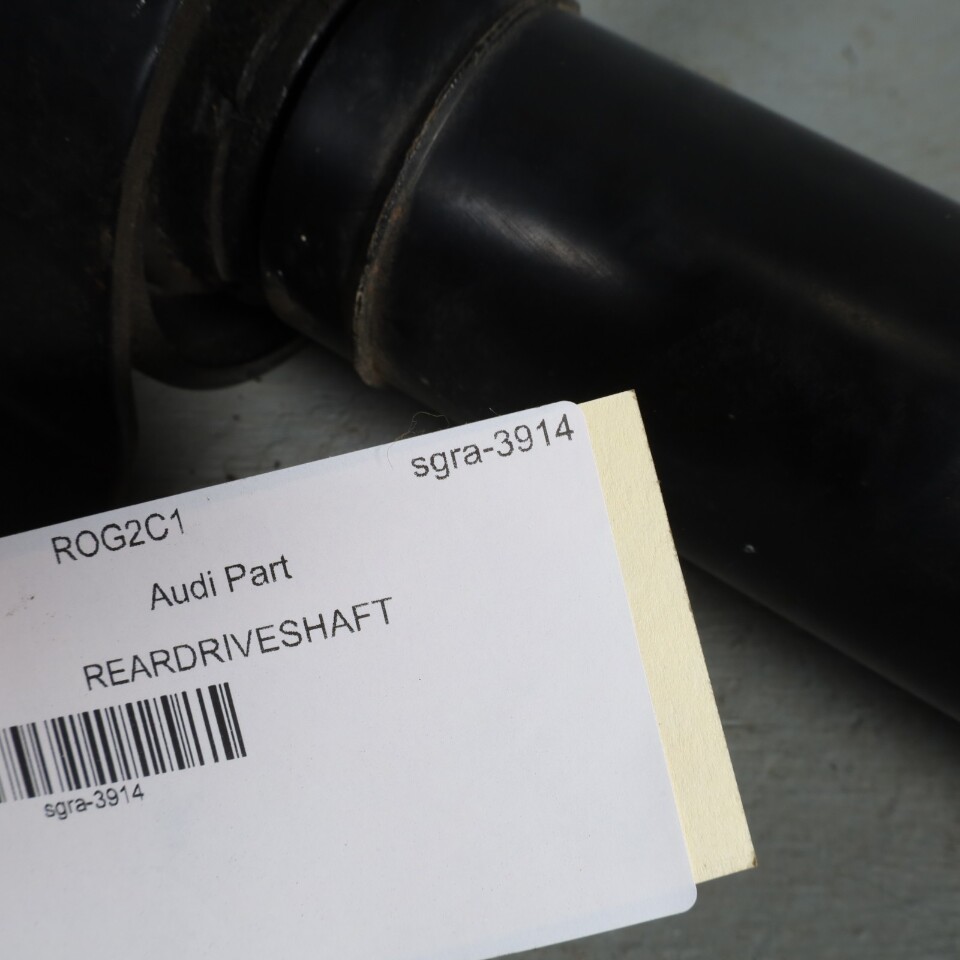 sgra-3914
ROG2C1
Audi Part
REARDRIVESHAFT
sgra-3914